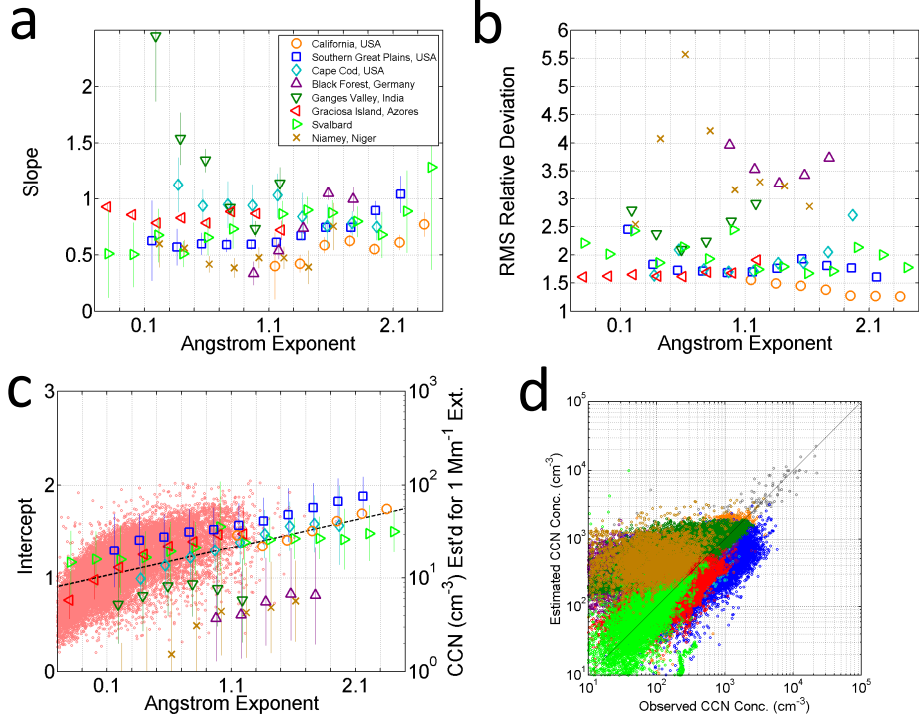 a
Slope
2
1.5
1
0.5
0
California, USA
Southern Great Plains, USA
Cape Cod, USA
Black Forest, Germany
Ganges Valley, India
Graciosa Island, Azores
Svalbard
Niamey, Niger
0.1 1.1 2.1
Angstrom Exponent
b
RMS Relative Deviation
6
5.5
5
4.5
4
3.5
3
2.5
2
1.5
1
0.1 1.1 2.1
Angstrom Exponent
c
Intercept
3
2
1
0
10³
10²
10¹
10⁰
CCN (cm⁻³) Est'd for 1 Mm⁻¹ Ext.
0.1 1.1 2.1
Angstrom Exponent
d
Estimated CCN Conc. (cm⁻³)
10⁵
10⁴
10³
10²
10¹
10¹ 10² 10³ 10⁴ 10⁵
Observed CCN Conc. (cm⁻³)